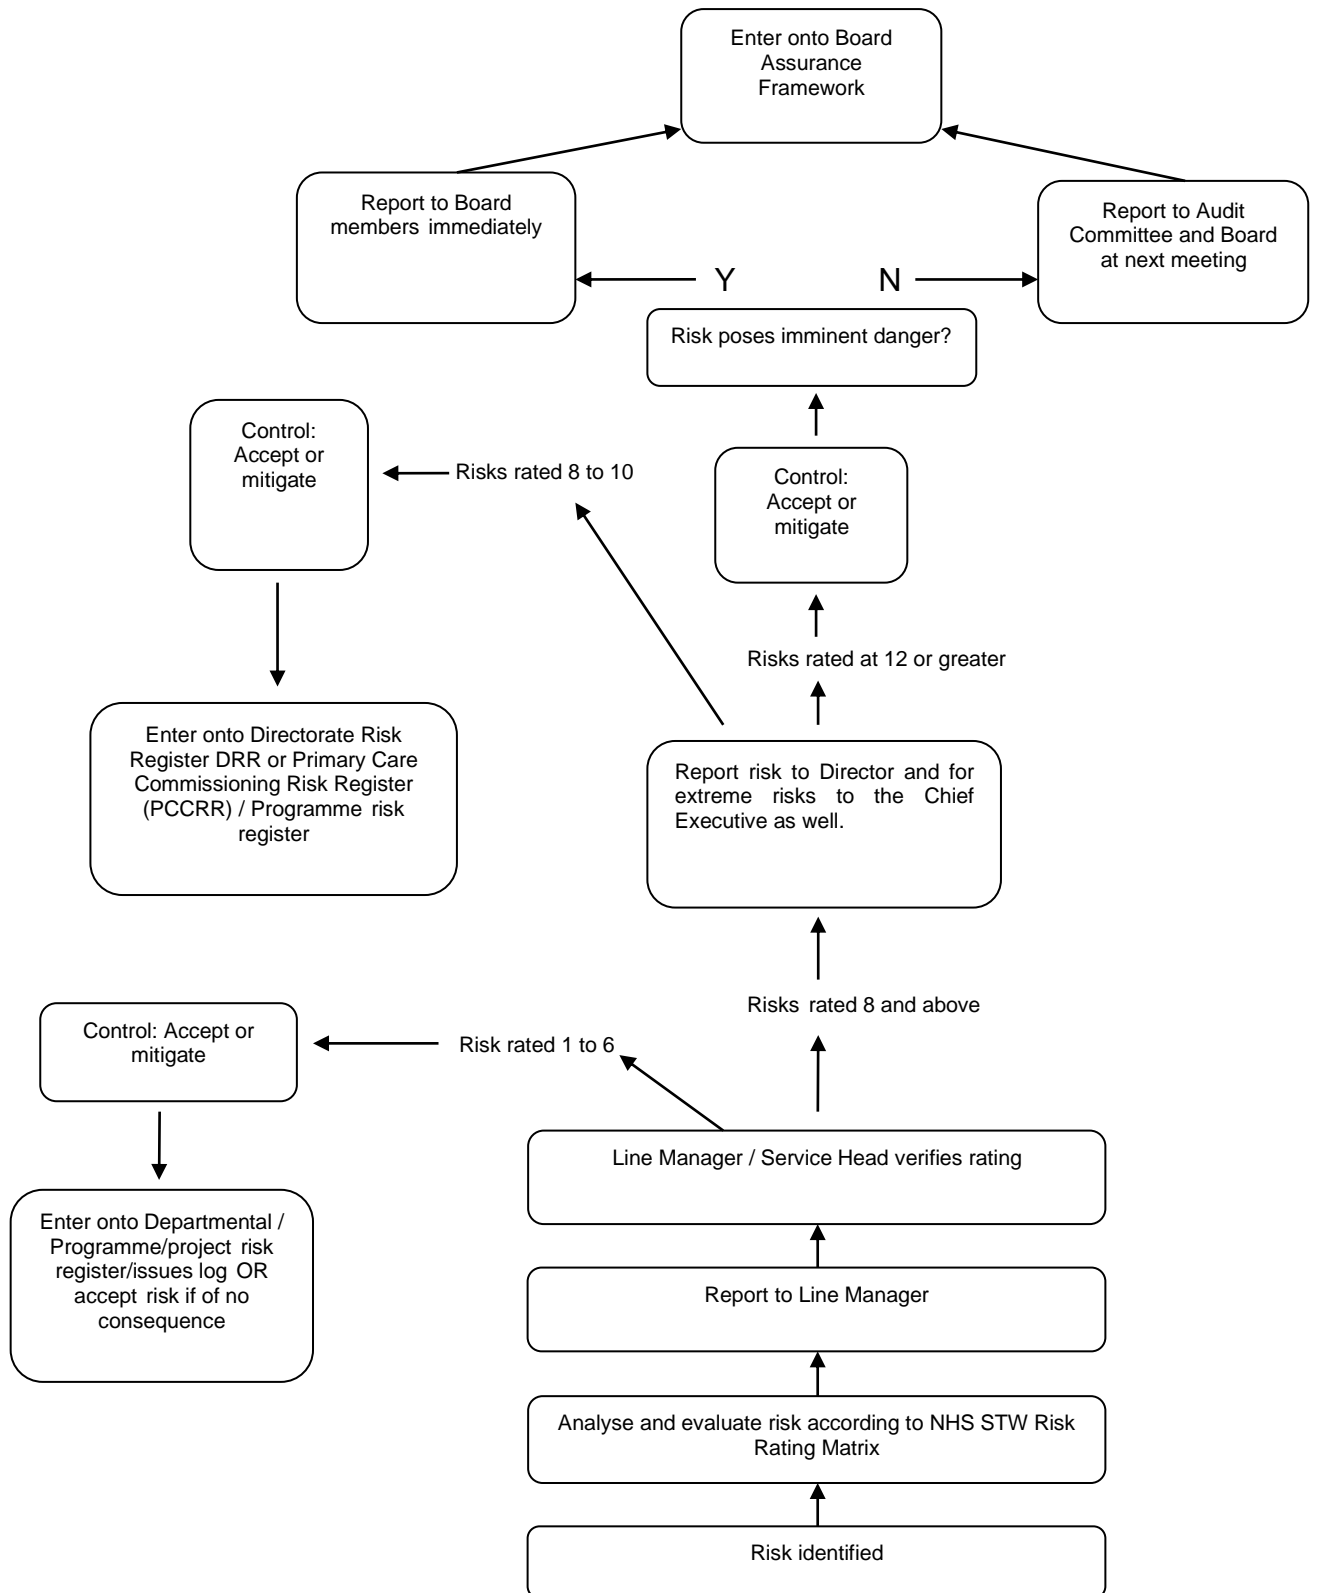 Enter onto Board
Assurance
Framework
Report to Board
members immediately
Report to Audit
Committee and Board
at next meeting
Y
N
Risk poses imminent danger?
Control:
Accept or
mitigate
Risks rated 8 to 10
Control:
Accept or
mitigate
Risks rated at 12 or greater
Enter onto Directorate Risk
Register DRR or Primary Care
Commissioning Risk Register
(PCCRR) / Programme risk
register
Report risk to Director and for
extreme risks to the Chief
Executive as well.
Risks rated 8 and above
Control: Accept or
mitigate
Risk rated 1 to 6
Line Manager / Service Head verifies rating
Enter onto Departmental /
Programme/project risk
register/issues log OR
accept risk if of no
consequence
Report to Line Manager
Analyse and evaluate risk according to NHS STW Risk
Rating Matrix
Risk identified